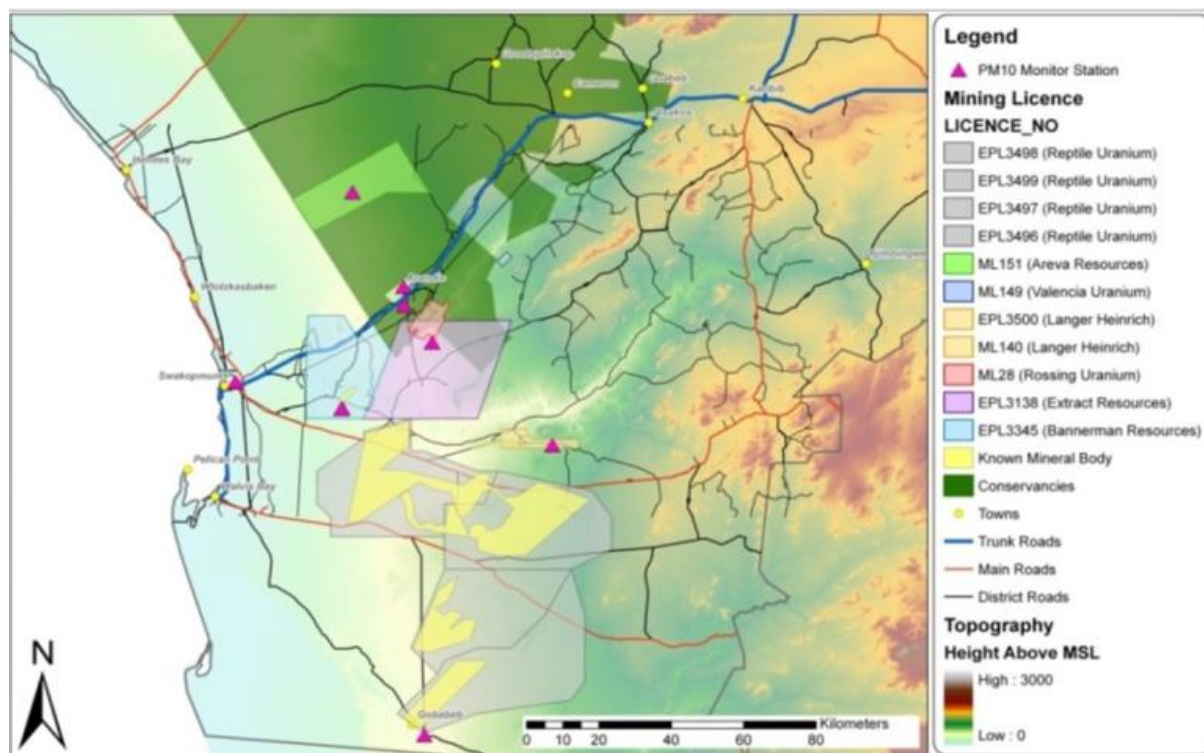 Henties Bay
Wlotzkasbaken
Swakopmund
Pelican Point
Walvis Bay
Usakos
Karibib
Gobabeb
N
Kilometers
0 10 20 40 60 80
Legend
PM10 Monitor Station
Mining Licence
LICENCE_NO
EPL3498 (Reptile Uranium)
EPL3499 (Reptile Uranium)
EPL3497 (Reptile Uranium)
EPL3496 (Reptile Uranium)
ML151 (Areva Resources)
ML149 (Valencia Uranium)
EPL3500 (Langer Heinrich)
ML140 (Langer Heinrich)
ML28 (Rossing Uranium)
EPL3138 (Extract Resources)
EPL3345 (Bannerman Resources)
Known Mineral Body
Conservancies
Towns
Trunk Roads
Main Roads
District Roads
Topography
Height Above MSL
High : 3000
Low : 0